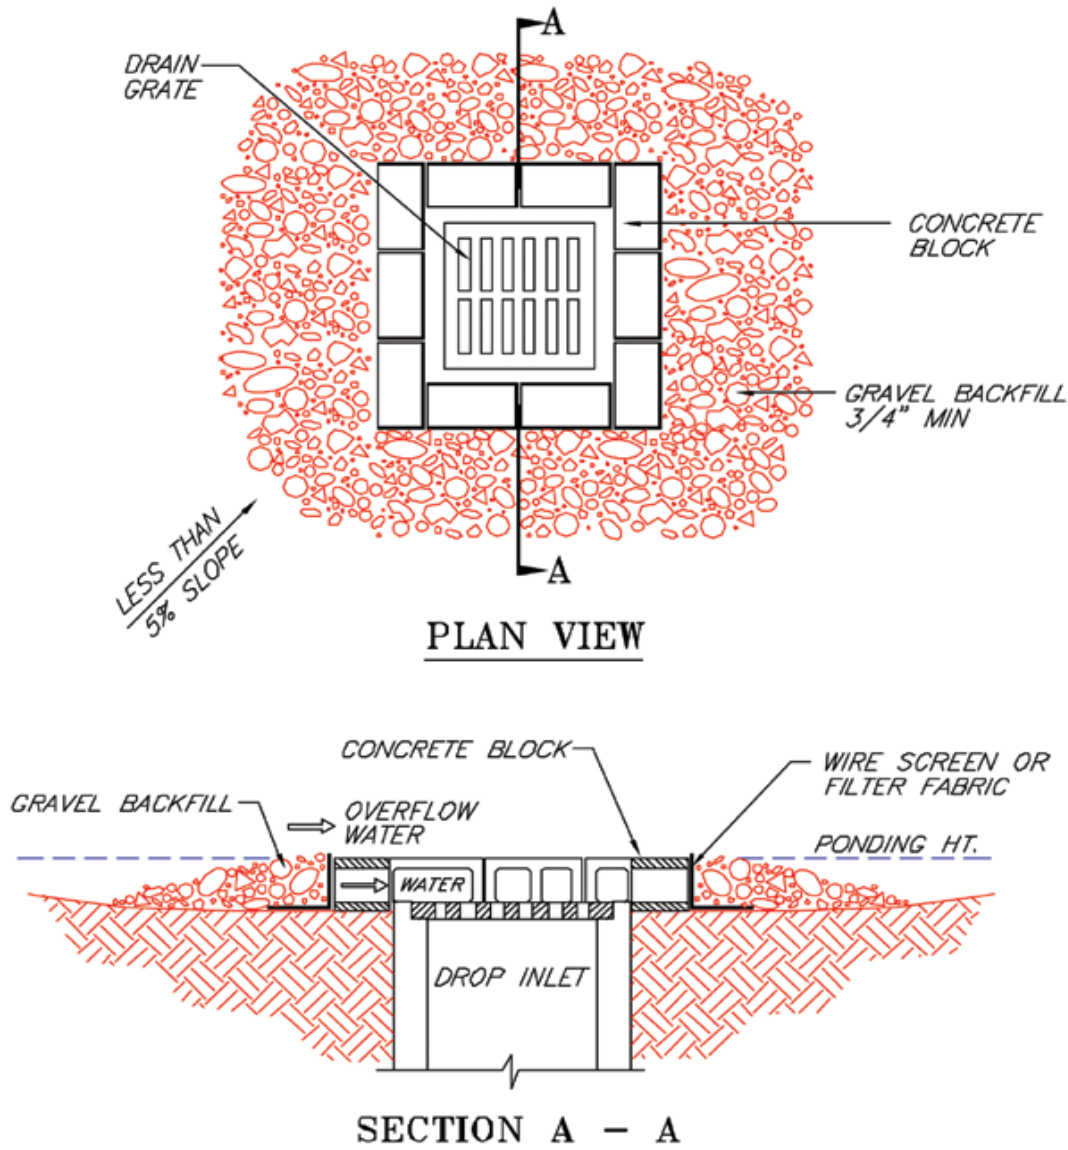 A
DRAIN
GRATE
CONCRETE
BLOCK
GRAVEL BACKFILL
3/4" MIN
LESS THAN
5% SLOPE
A
PLAN VIEW
CONCRETE BLOCK
WIRE SCREEN OR
FILTER FABRIC
GRAVEL BACKFILL
OVERFLOW
WATER
PONDING HT.
WATER
DROP INLET
SECTION A - A